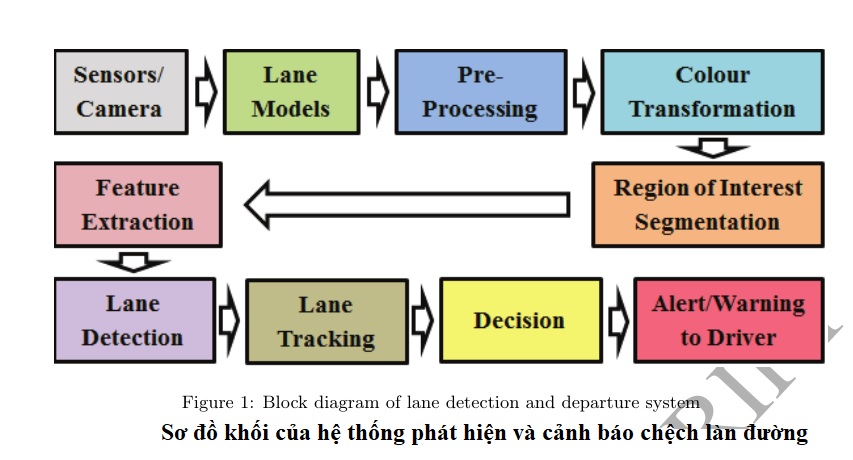 Sensors/
Camera
Lane
Models
Pre-
Processing
Colour
Transformation
Region of Interest
Segmentation
Feature
Extraction
Lane
Detection
Lane
Tracking
Decision
Alert/Warning
to Driver
Figure 1: Block diagram of lane detection and departure system
Sơ đồ khối của hệ thống phát hiện và cảnh báo chệch làn đường